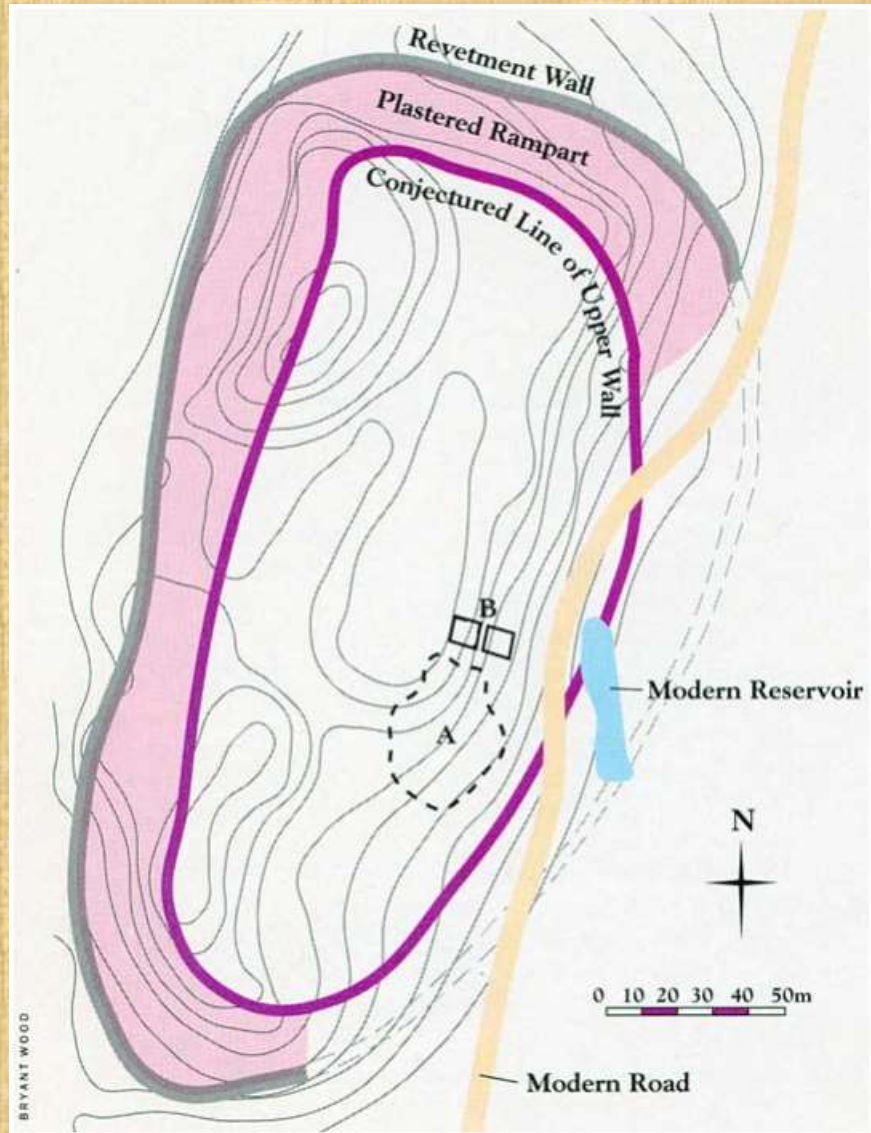 Revetment Wall
Plastered Rampart
Conjectured Line of Upper Wall
B
A
Modern Reservoir
N
0 10 20 30 40 50m
Modern Road
BRYANT WOOD